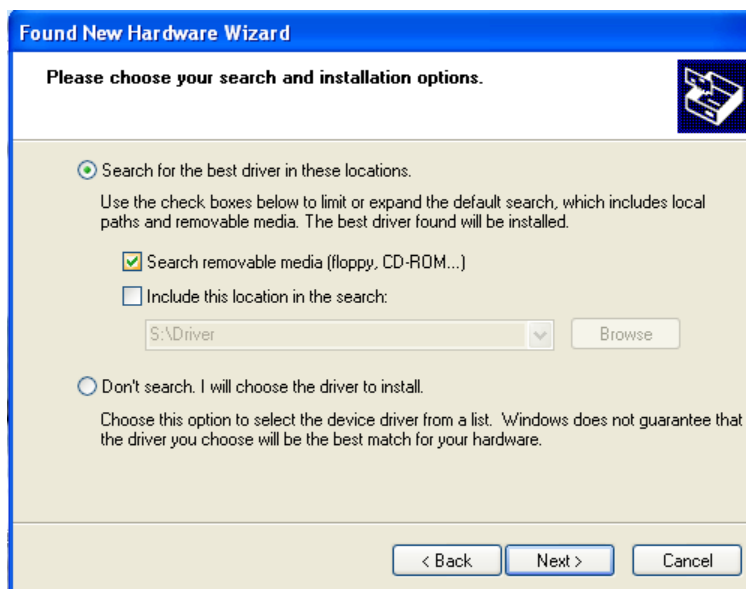 Found New Hardware Wizard
Please choose your search and installation options.
Search for the best driver in these locations.
Use the check boxes below to limit or expand the default search, which includes local
paths and removable media. The best driver found will be installed.
Search removable media (floppy, CD-ROM...)
Include this location in the search:
S:\Driver
Browse
Don't search. I will choose the driver to install.
Choose this option to select the device driver from a list. Windows does not guarantee that
the driver you choose will be the best match for your hardware.
< Back Next > Cancel